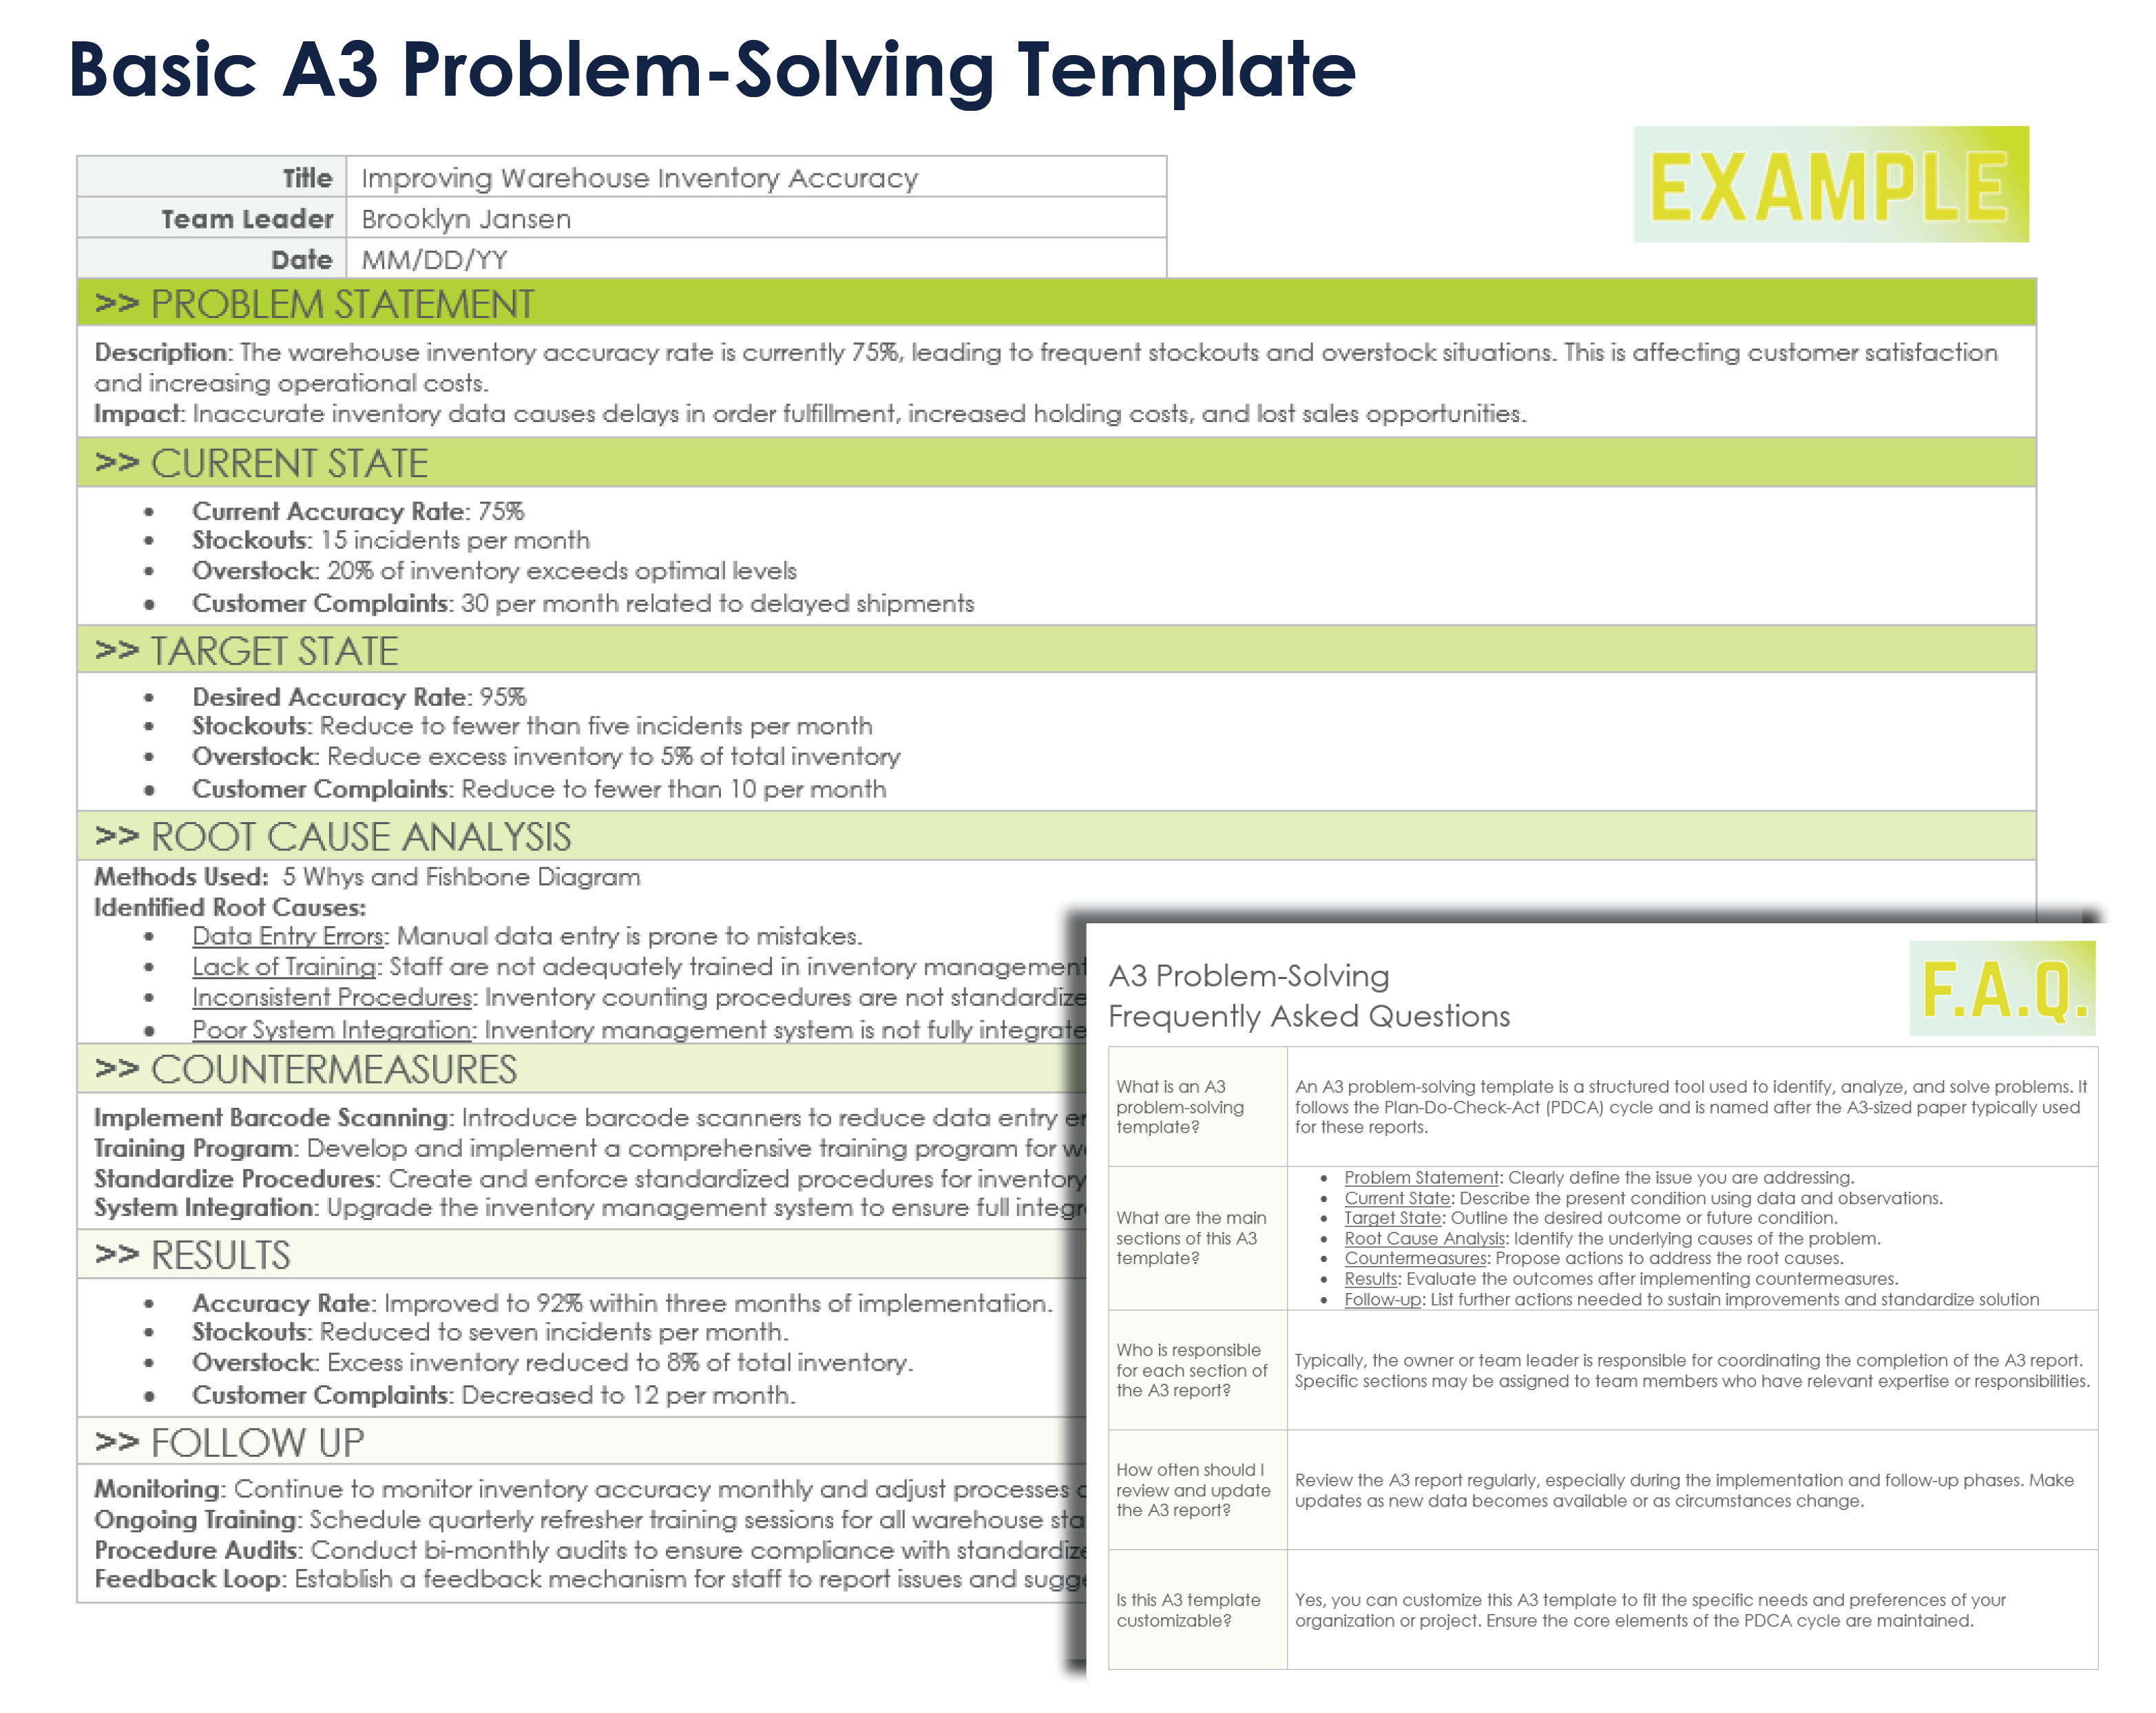 Basic A3 Problem-Solving Template
EXAMPLE
Title Improving Warehouse Inventory Accuracy
Team Leader Brooklyn Jansen
Date MM/DD/YY
>> PROBLEM STATEMENT
Description: The warehouse inventory accuracy rate is currently 75%, leading to frequent stockouts and overstock situations. This is affecting customer satisfaction
and increasing operational costs.
Impact: Inaccurate inventory data causes delays in order fulfillment, increased holding costs, and lost sales opportunities.
>> CURRENT STATE
• Current Accuracy Rate: 75%
• Stockouts: 15 incidents per month
• Overstock: 20% of inventory exceeds optimal levels
• Customer Complaints: 30 per month related to delayed shipments
>> TARGET STATE
• Desired Accuracy Rate: 95%
• Stockouts: Reduce to fewer than five incidents per month
• Overstock: Reduce excess inventory to 5% of total inventory
• Customer Complaints: Reduce to fewer than 10 per month
>> ROOT CAUSE ANALYSIS
Methods Used: 5 Whys and Fishbone Diagram
Identified Root Causes:
• Data Entry Errors: Manual data entry is prone to mistakes.
• Lack of Training: Staff are not adequately trained in inventory management
• Inconsistent Procedures: Inventory counting procedures are not
• Poor System Integration: Inventory management system is not fully
>> COUNTERMEASURES
Implement Barcode Scanning: Introduce barcode scanners to reduce data entry
Training Program: Develop and implement a comprehensive training program for
Standardize Procedures: Create and enforce standardized procedures for inventory
System Integration: Upgrade the inventory management system to ensure full
>> RESULTS
• Accuracy Rate: Improved to 92% within three months of implementation.
• Stockouts: Reduced to seven incidents per month.
• Overstock: Excess inventory reduced to 8% of total inventory.
• Customer Complaints: Decreased to 12 per month.
>> FOLLOW UP
Monitoring: Continue to monitor inventory accuracy monthly and adjust processes
Ongoing Training: Schedule quarterly refresher training sessions for all warehouse
Procedure Audits: Conduct bi-monthly audits to ensure compliance with
Feedback Loop: Establish a feedback mechanism for staff to report issues and
A3 Problem-Solving
Frequently Asked Questions
F.A.Q.
What is an A3
problem-solving
template?
An A3 problem-solving template is a structured tool used to identify, analyze, and solve problems. It
follows the Plan-Do-Check-Act (PDCA) cycle and is named after the A3-sized paper typically used
for these reports.
What are the main
sections of this A3
template?
• Problem Statement: Clearly define the issue you are addressing.
• Current State: Describe the present condition using data and observations.
• Target State: Outline the desired outcome or future condition.
• Root Cause Analysis: Identify the underlying causes of the problem.
• Countermeasures: Propose actions to address the root causes.
• Results: Evaluate the outcomes after implementing countermeasures.
• Follow-up: List further actions needed to sustain improvements and standardize solution
Who is responsible
for each section of
the A3 report?
Typically, the owner or team leader is responsible for coordinating the completion of the A3 report.
Specific sections may be assigned to team members who have relevant expertise or responsibilities.
How often should I
review and update
the A3 report?
Review the A3 report regularly, especially during the implementation and follow-up phases. Make
updates as new data becomes available or as circumstances change.
Is this A3 template
customizable?
Yes, you can customize this A3 template to fit the specific needs and preferences of your
organization or project. Ensure the core elements of the PDCA cycle are maintained.